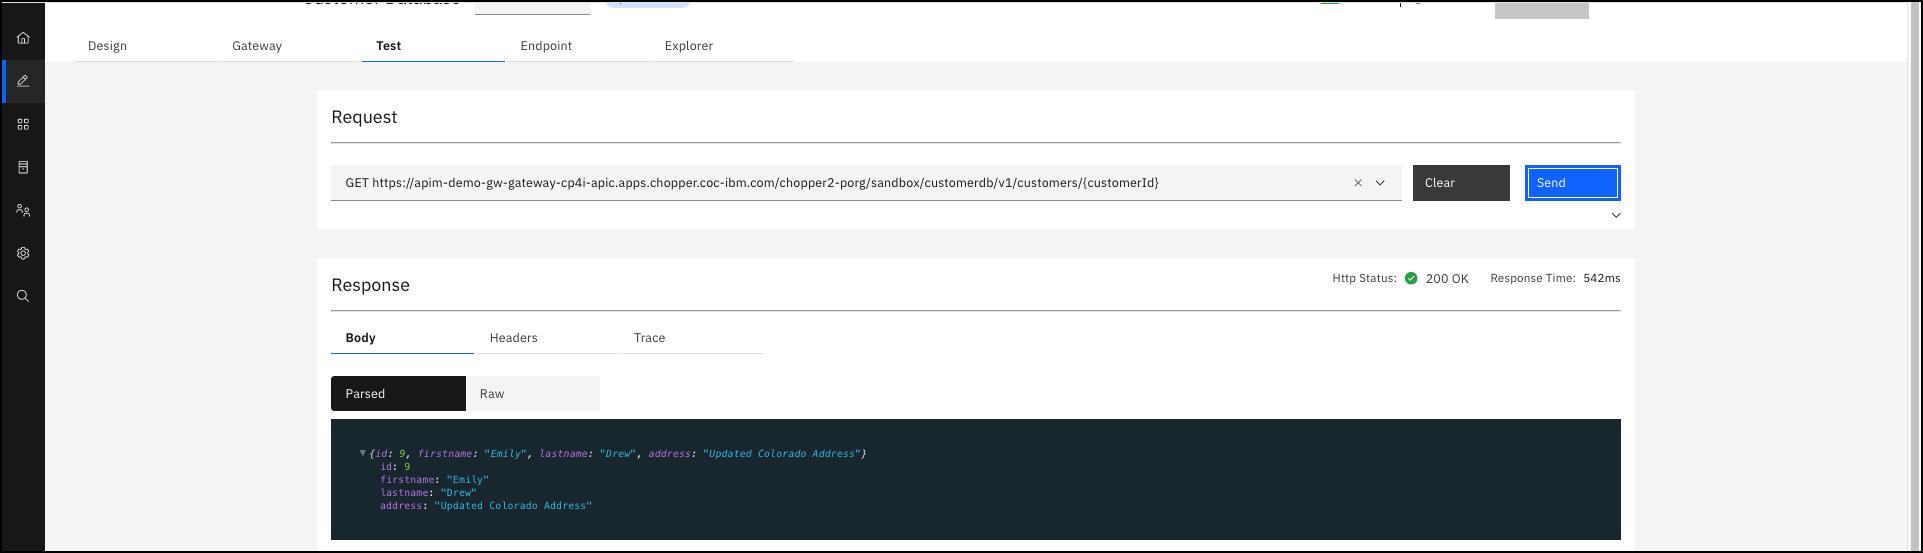 Customer Database
Design Gateway Test Endpoint Explorer
Request
GET https://apim-demo-gw-gateway-cp4i-apic.apps.chopper.coc-ibm.com/chopper2-porg/sandbox/customerdb/v1/customers/{customerId}
Clear
Send
Response
Http Status: 200 OK Response Time: 542ms
Body Headers Trace
Parsed Raw
{id: 9, firstname: "Emily", lastname: "Drew", address: "Updated Colorado Address"}
id: 9
firstname: "Emily"
lastname: "Drew"
address: "Updated Colorado Address"